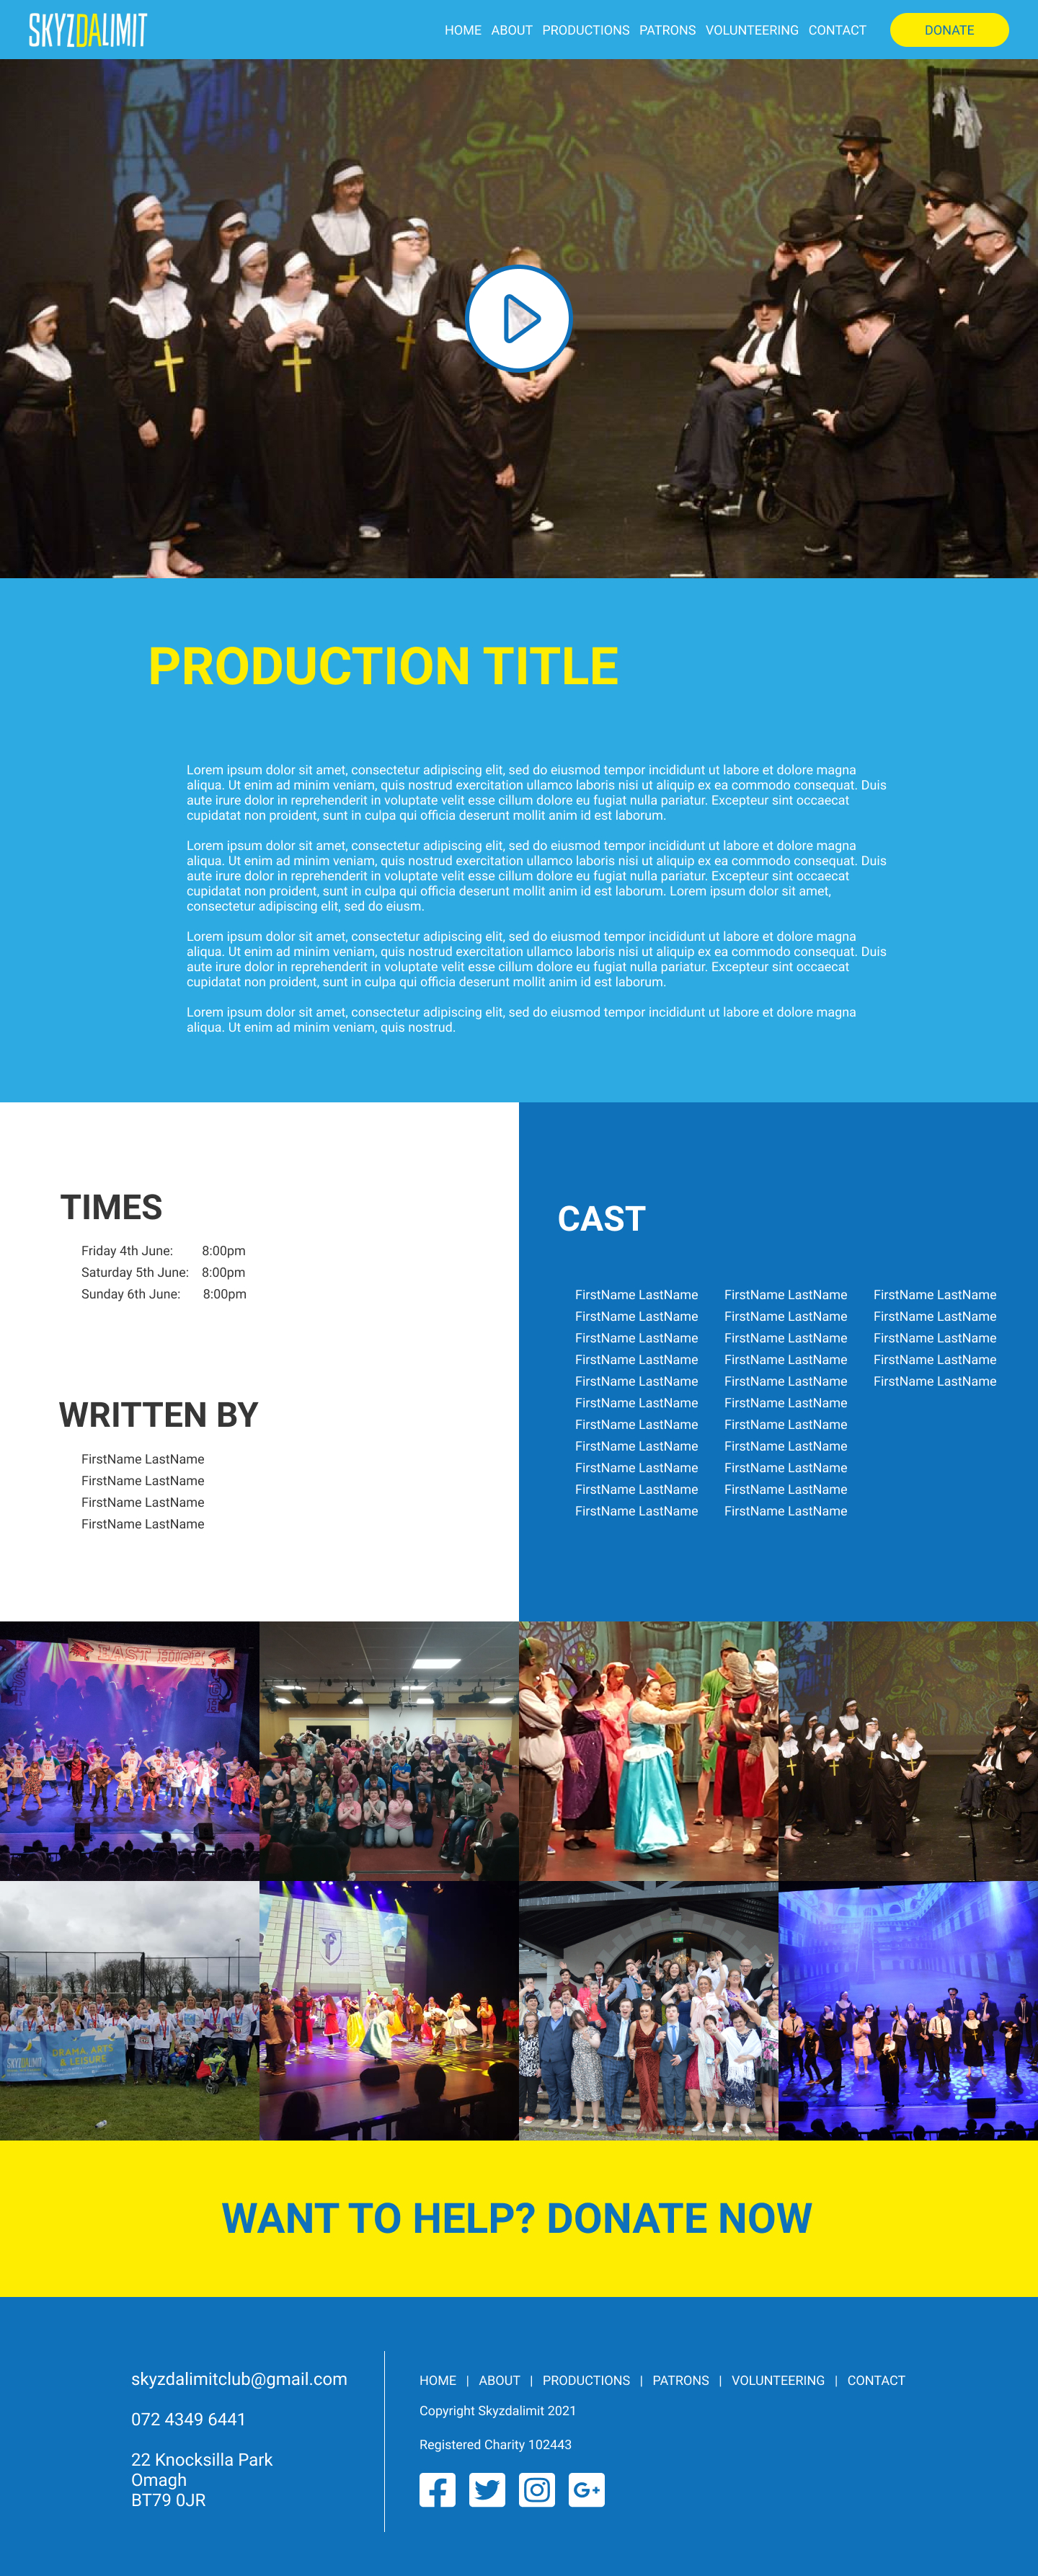 SKYZDALIMIT
HOME ABOUT PRODUCTIONS PATRONS VOLUNTEERING CONTACT DONATE
PRODUCTION TITLE
Lorem ipsum dolor sit amet, consectetur adipiscing elit, sed do eiusmod tempor incididunt ut labore et dolore magna
aliqua. Ut enim ad minim veniam, quis nostrud exercitation ullamco laboris nisi ut aliquip ex ea commodo consequat. Duis
aute irure dolor in reprehenderit in voluptate velit esse cillum dolore eu fugiat nulla pariatur. Excepteur sint occaecat
cupidatat non proident, sunt in culpa qui officia deserunt mollit anim id est laborum.
Lorem ipsum dolor sit amet, consectetur adipiscing elit, sed do eiusmod tempor incididunt ut labore et dolore magna
aliqua. Ut enim ad minim veniam, quis nostrud exercitation ullamco laboris nisi ut aliquip ex ea commodo consequat. Duis
aute irure dolor in reprehenderit in voluptate velit esse cillum dolore eu fugiat nulla pariatur. Excepteur sint occaecat
cupidatat non proident, sunt in culpa qui officia deserunt mollit anim id est laborum. Lorem ipsum dolor sit amet,
consectetur adipiscing elit, sed do eiusm.
Lorem ipsum dolor sit amet, consectetur adipiscing elit, sed do eiusmod tempor incididunt ut labore et dolore magna
aliqua. Ut enim ad minim veniam, quis nostrud exercitation ullamco laboris nisi ut aliquip ex ea commodo consequat. Duis
aute irure dolor in reprehenderit in voluptate velit esse cillum dolore eu fugiat nulla pariatur. Excepteur sint occaecat
cupidatat non proident, sunt in culpa qui officia deserunt mollit anim id est laborum.
Lorem ipsum dolor sit amet, consectetur adipiscing elit, sed do eiusmod tempor incididunt ut labore et dolore magna
aliqua. Ut enim ad minim veniam, quis nostrud.
TIMES
Friday 4th June: 8:00pm
Saturday 5th June: 8:00pm
Sunday 6th June: 8:00pm
WRITTEN BY
FirstName LastName
FirstName LastName
FirstName LastName
FirstName LastName
CAST
FirstName LastName FirstName LastName FirstName LastName
FirstName LastName FirstName LastName FirstName LastName
FirstName LastName FirstName LastName FirstName LastName
FirstName LastName FirstName LastName FirstName LastName
FirstName LastName FirstName LastName FirstName LastName
FirstName LastName FirstName LastName
FirstName LastName FirstName LastName
FirstName LastName FirstName LastName
FirstName LastName FirstName LastName
FirstName LastName FirstName LastName
FirstName LastName FirstName LastName
EAST HIGH
SKYZDALIMIT
DRAMA, ARTS
& LEISURE
WANT TO HELP? DONATE NOW
skyzdalimitclub@gmail.com
072 4349 6441
22 Knocksilla Park
Omagh
BT79 0JR
HOME | ABOUT | PRODUCTIONS | PATRONS | VOLUNTEERING | CONTACT
Copyright Skyzdalimit 2021
Registered Charity 102443
G+